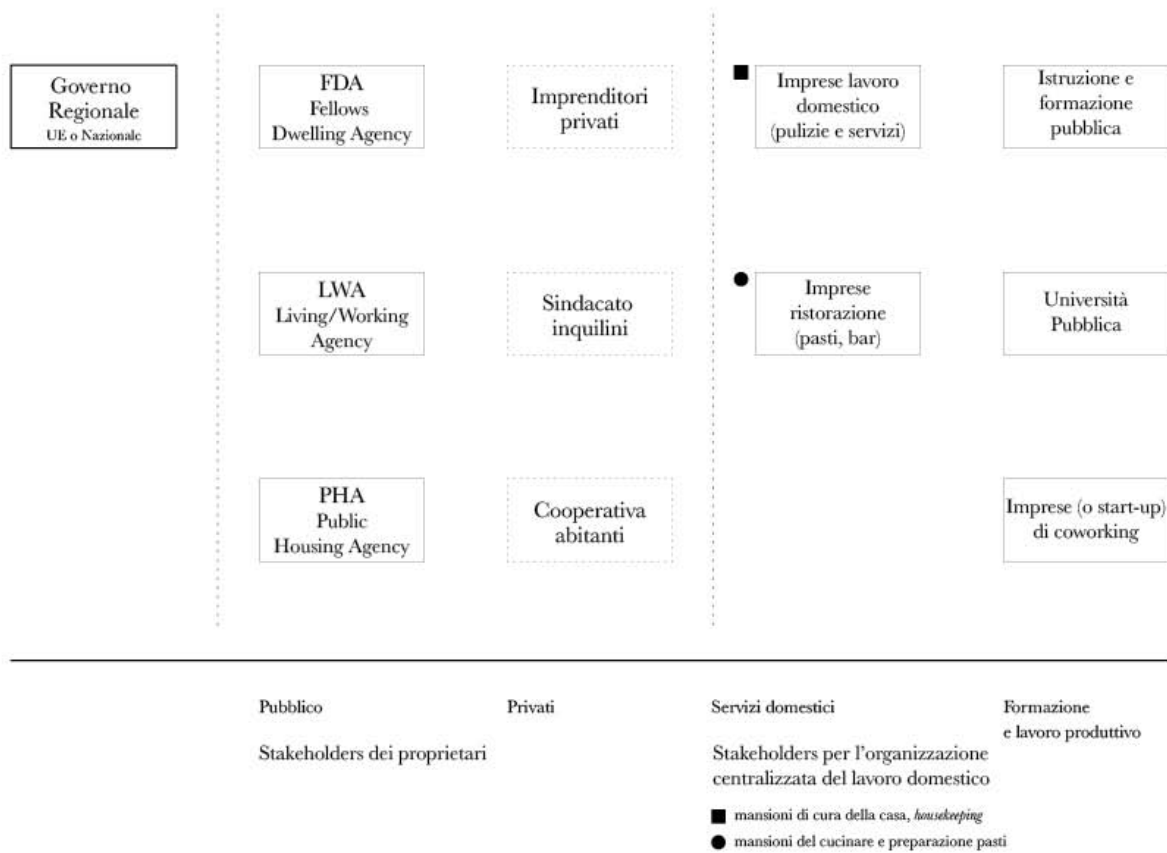 Governo
Regionale
UE o Nazionale
FDA
Fellows
Dwelling Agency
Imprenditori
privati
Imprese lavoro
domestico
(pulizie e servizi)
Istruzione e
formazione
pubblica
LWA
Living/Working
Agency
Sindacato
inquilini
Imprese
ristorazione
(pasti, bar)
Università
Pubblica
PHA
Public
Housing Agency
Cooperativa
abitanti
Imprese (o start-up)
di coworking
Pubblico
Privati
Stakeholders dei proprietari
Servizi domestici
Stakeholders per l'organizzazione
centralizzata del lavoro domestico
mansioni di cura della casa, housekeeping
mansioni del cucinare e preparazione pasti
Formazione
e lavoro produttivo